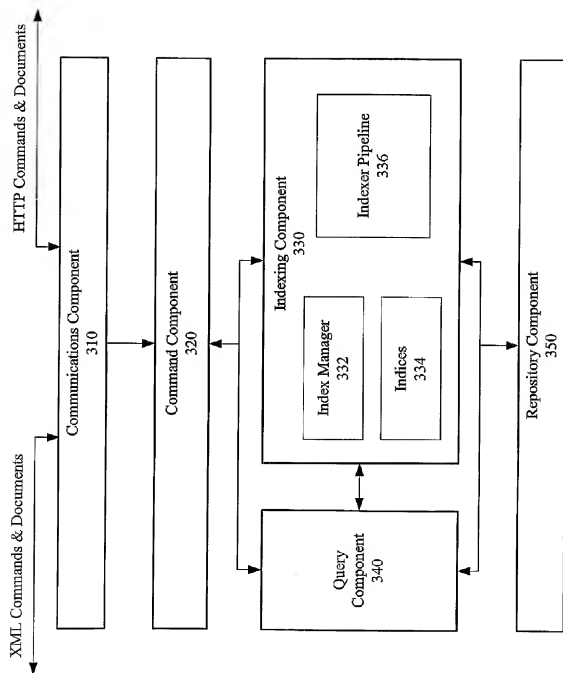 XML Commands & Documents
HTTP Commands & Documents
Communications Component
310
Command Component
320
Indexing Component
330
Index Manager
332
Indices
334
Indexer Pipeline
336
Query
Component
340
Repository Component
350